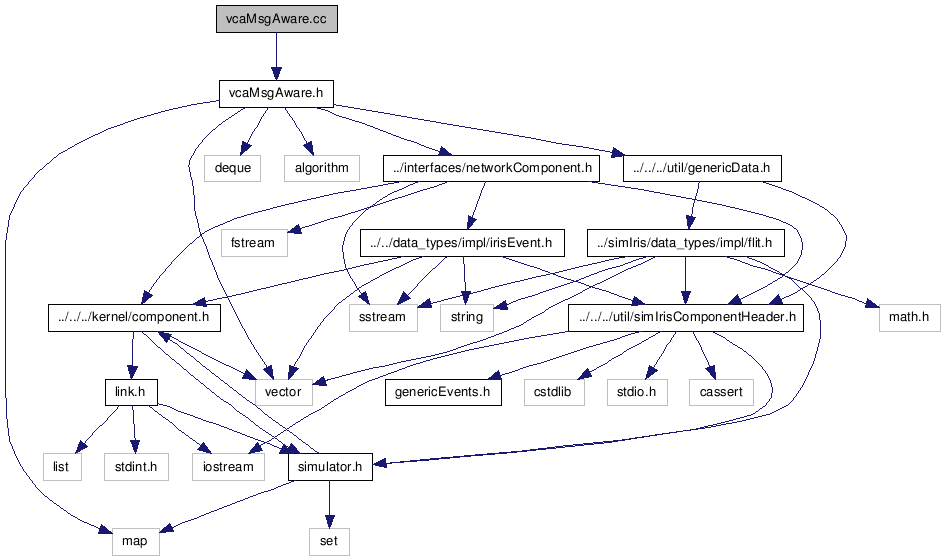 vcaMsgAware.cc
vcaMsgAware.h
deque
algorithm
../interfaces/networkComponent.h
../../../util/genericData.h
fstream
../../data_types/impl/irisEvent.h
../simIris/data_types/impl/flit.h
../../../kernel/component.h
sstream
string
../../../util/simIrisComponentHeader.h
math.h
link.h
vector
genericEvents.h
cstdlib
stdio.h
cassert
list
stdint.h
iostream
simulator.h
map
set